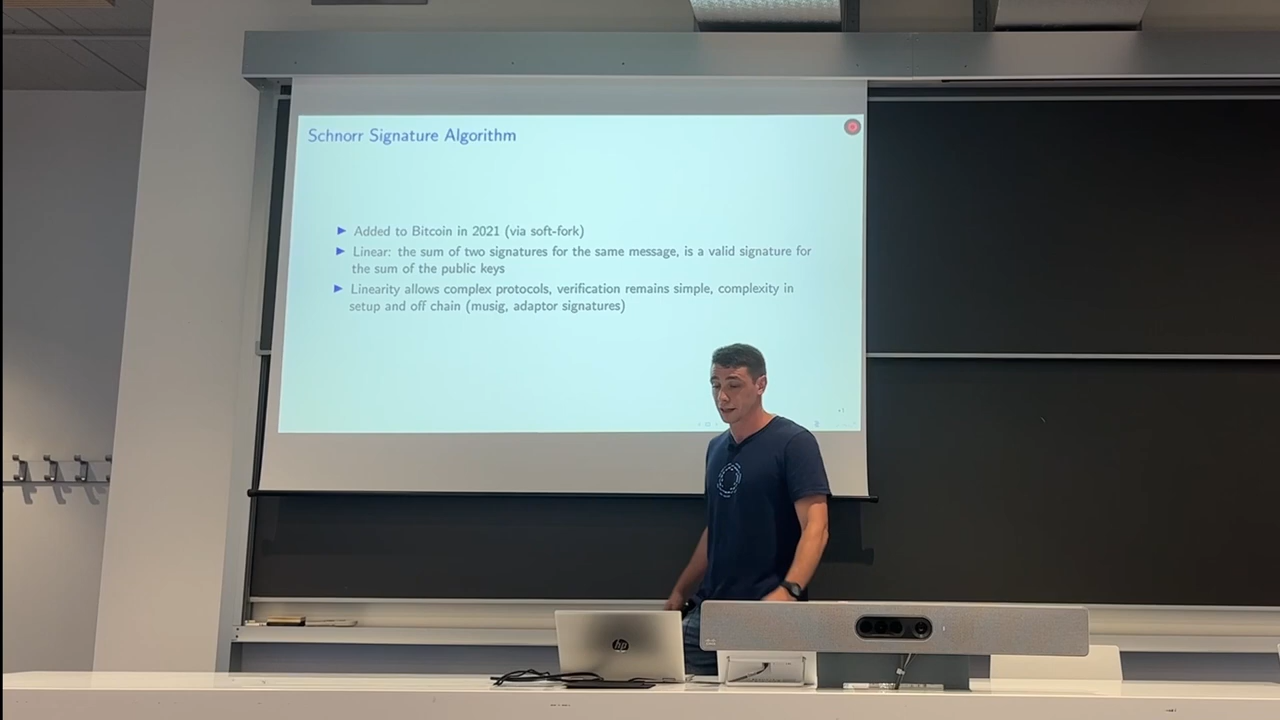 Schnorr Signature Algorithm
▶ Added to Bitcoin in 2021 (via soft-fork)
▶ Linear: the sum of two signatures for the same message, is a valid signature for
the sum of the public keys
▶ Linearity allows complex protocols, verification remains simple, complexity in
setup and off chain (musig, adaptor signatures)
hp